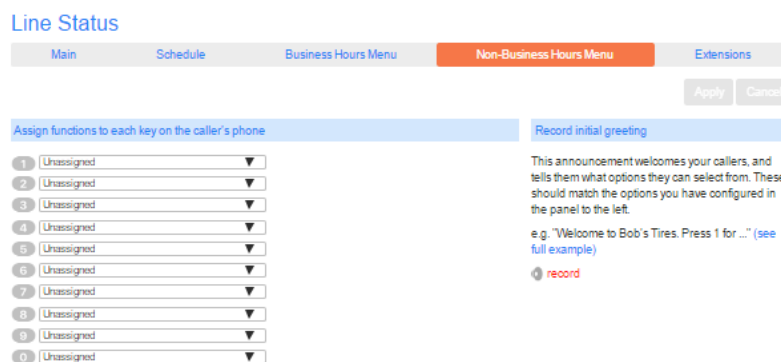 Line Status
Main Schedule Business Hours Menu Non-Business Hours Menu Extensions
Apply Cancel
Assign functions to each key on the caller's phone
Record initial greeting
1 Unassigned
2 Unassigned
3 Unassigned
4 Unassigned
5 Unassigned
6 Unassigned
7 Unassigned
8 Unassigned
9 Unassigned
0 Unassigned
This announcement welcomes your callers, and
tells them what options they can select from. These
should match the options you have configured in
the panel to the left.
e.g. "Welcome to Bob's Tires. Press 1 for ..." (see
full example)
record